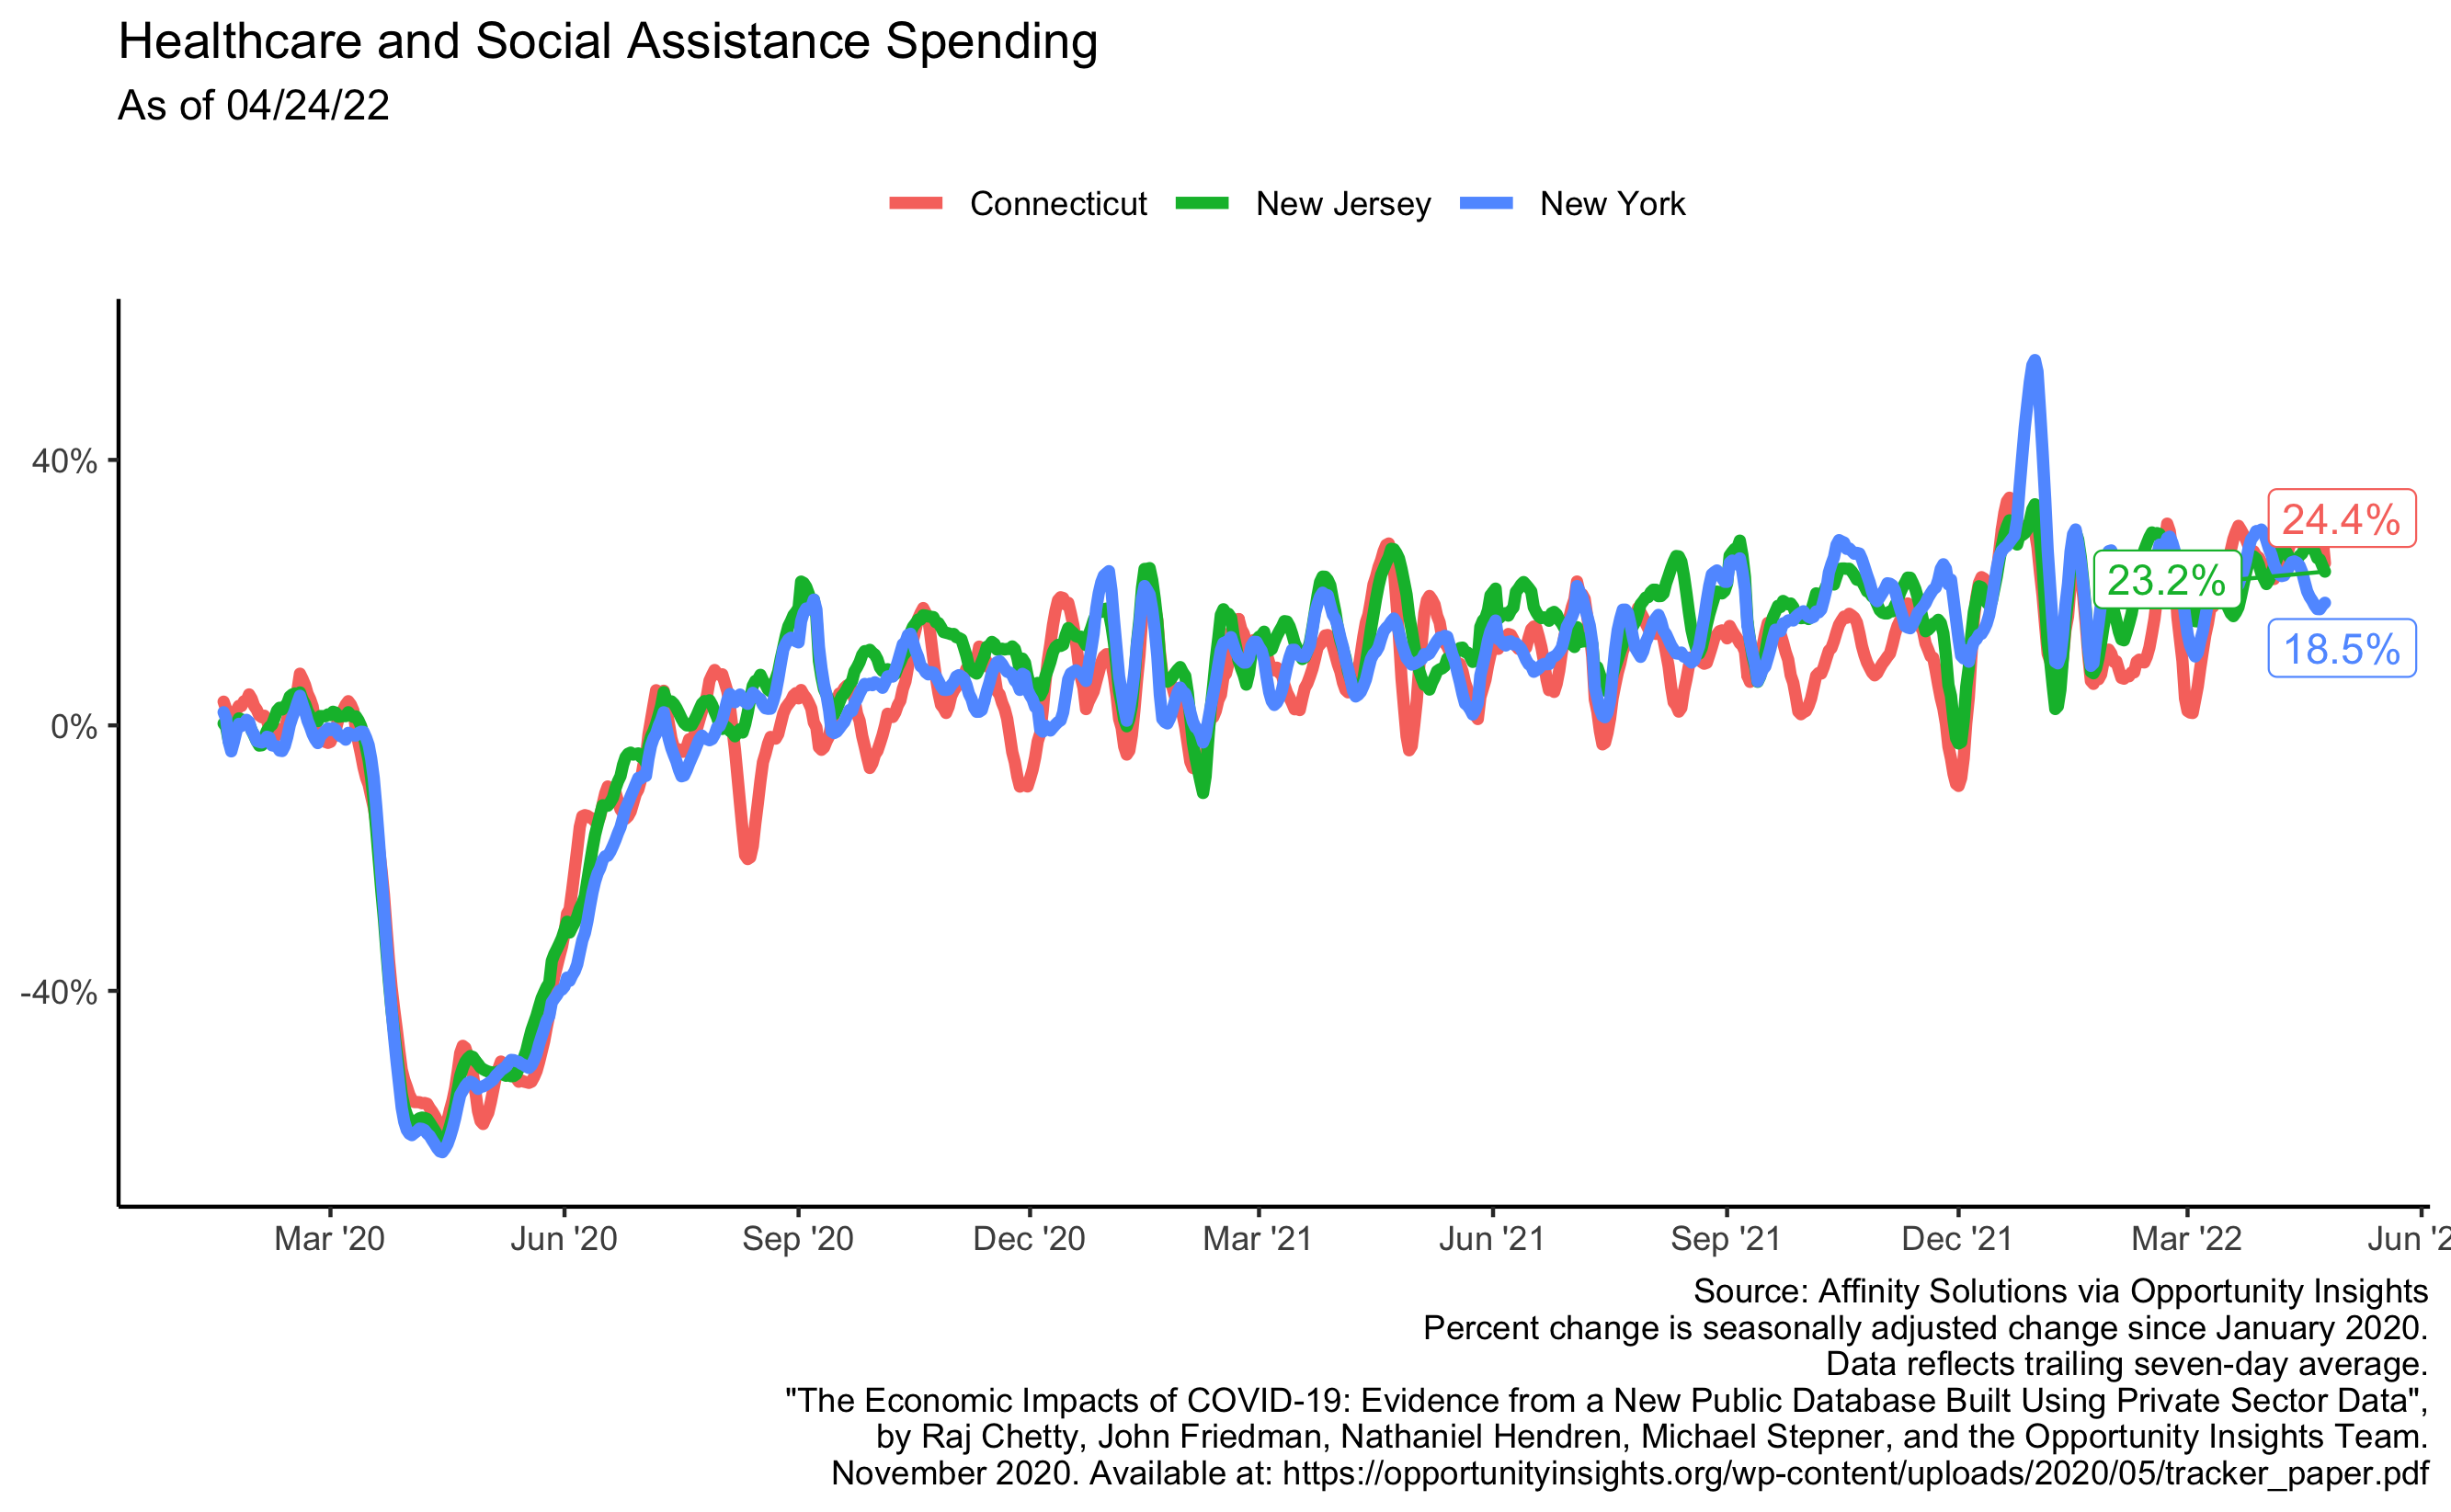 Healthcare and Social Assistance Spending
As of 04/24/22
Connecticut New Jersey New York
40%
0%
-40%
24.4%
23.2%
18.5%
Mar '20 Jun '20 Sep '20 Dec '20 Mar '21 Jun '21 Sep '21 Dec '21 Mar '22 Jun '2
Source: Affinity Solutions via Opportunity Insights
Percent change is seasonally adjusted change since January 2020.
Data reflects trailing seven-day average.
"The Economic Impacts of COVID-19: Evidence from a New Public Database Built Using Private Sector Data",
by Raj Chetty, John Friedman, Nathaniel Hendren, Michael Stepner, and the Opportunity Insights Team.
November 2020. Available at: https://opportunityinsights.org/wp-content/uploads/2020/05/tracker_paper.pdf